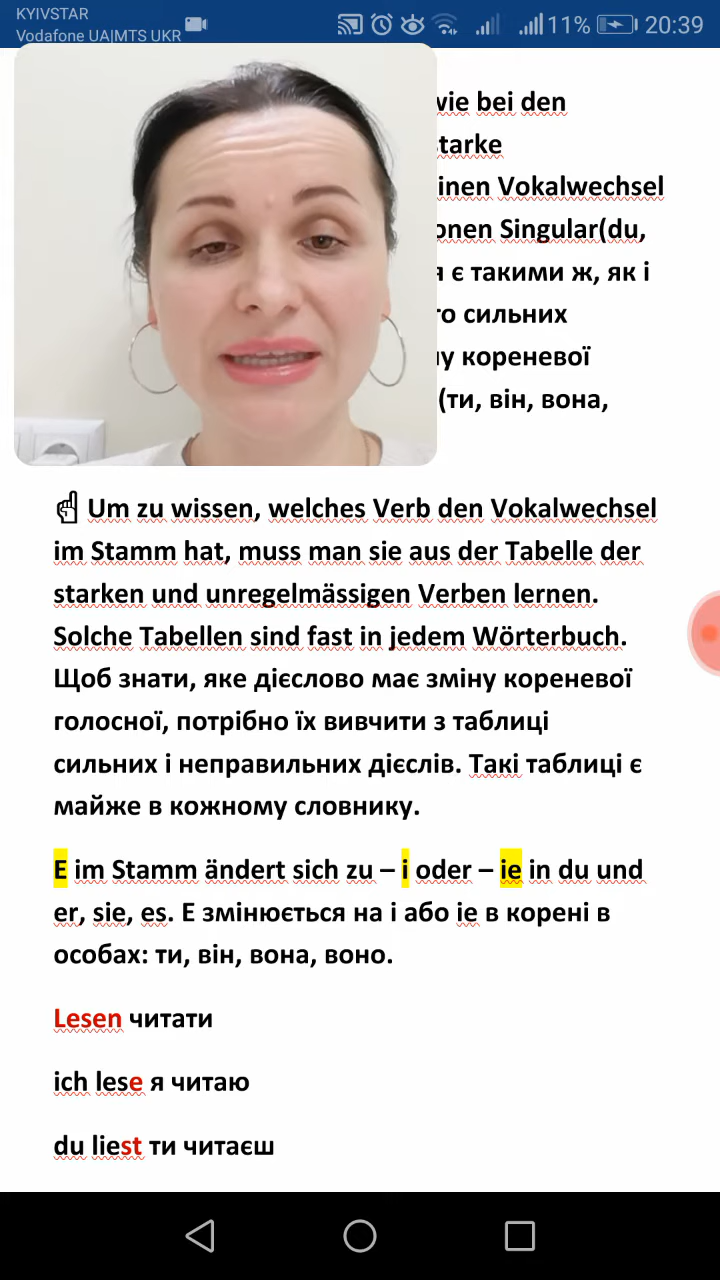 KYIVSTAR
Vodafone UA|MTS UKR
11%
20:39
wie bei den
starke
einen Vokalwechsel
Singular(du,
є такими ж, як і
сильних
кореневої
(ти, він, вона,
☝ Um zu wissen, welches Verb den Vokalwechsel
im Stamm hat, muss man sie aus der Tabelle der
starken und unregelmässigen Verben lernen.
Solche Tabellen sind fast in jedem Wörterbuch.
Щоб знати, яке дієслово має зміну кореневої
голосної, потрібно їх вивчити з таблиці
сильних і неправильних дієслів. Такі таблиці є
майже в кожному словнику.
E im Stamm ändert sich zu – i oder – ie in du und
er, sie, es. Е змінюється на і або ie в корені в
особах: ти, він, вона, воно.
Lesen читати
ich lese я читаю
du liest ти читаєш